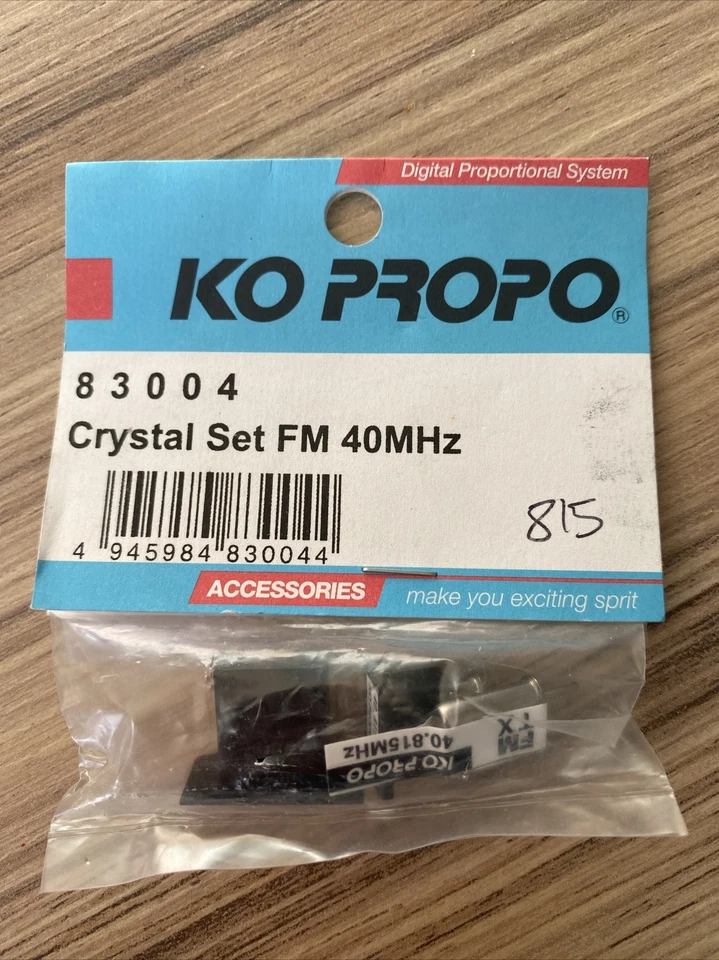 Digital Proportional System
KO PROPO®
83004
Crystal Set FM 40MHz
815
4 945984 830044
ACCESSORIES
make you exciting sprit
FM
TX
40.815MHz
KO PROPO